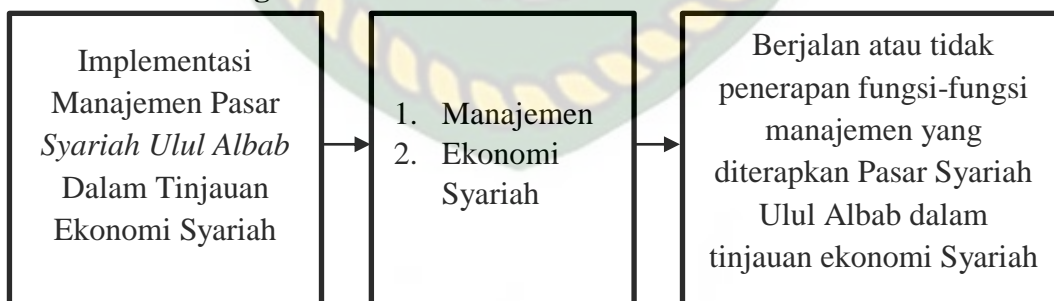 Implementasi
Manajemen Pasar
Syariah Ulul Albab
Dalam Tinjauan
Ekonomi Syariah
1. Manajemen
2. Ekonomi
Syariah
Berjalan atau tidak
penerapan fungsi-fungsi
manajemen yang
diterapkan Pasar Syariah
Ulul Albab dalam
tinjauan ekonomi Syariah